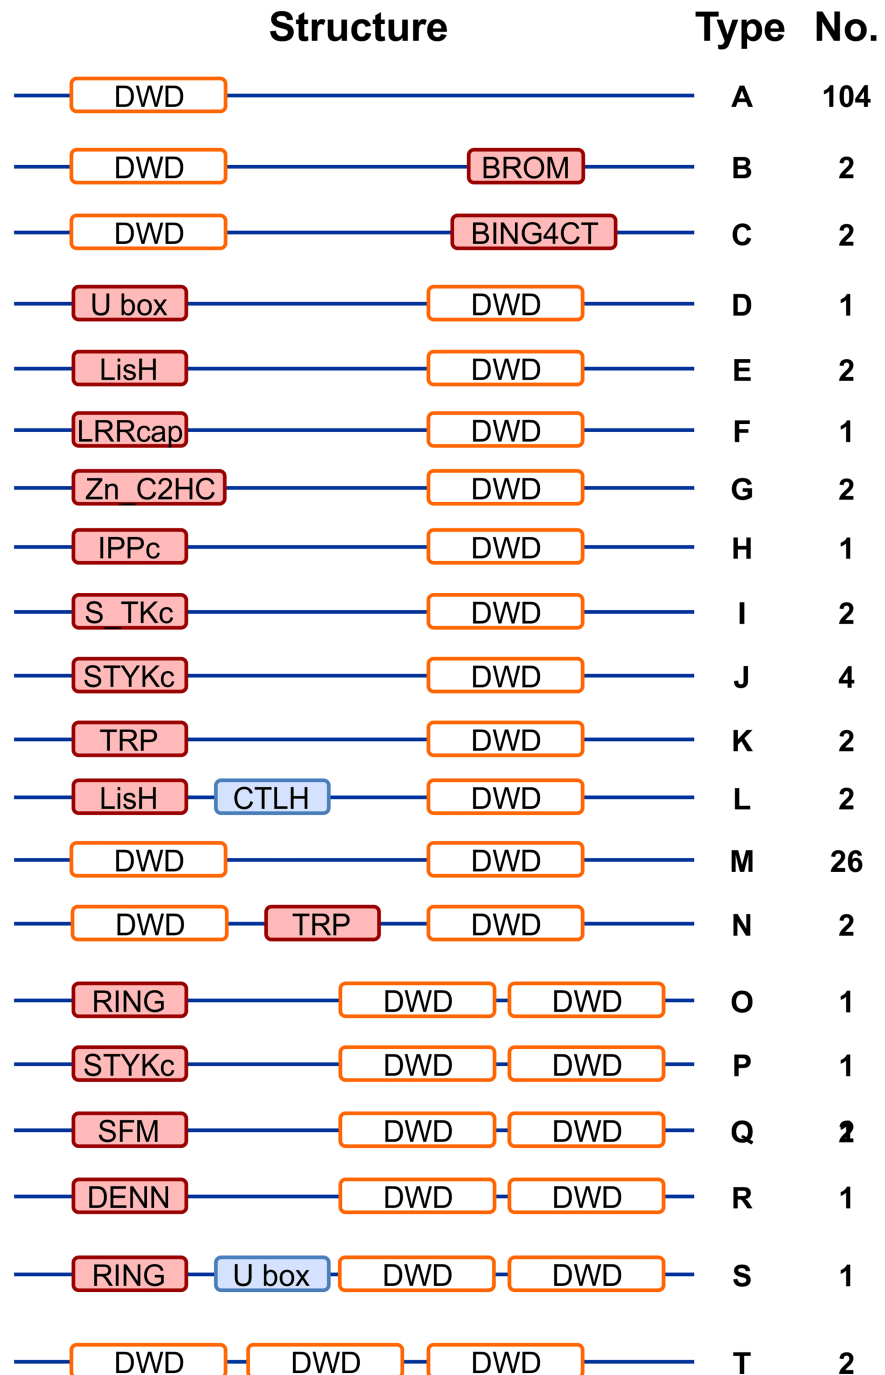 Structure Type No.
DWD A 104
DWD BROM B 2
DWD BING4CT C 2
U box DWD D 1
LisH DWD E 2
LRRcap DWD F 1
Zn_C2HC DWD G 2
IPPc DWD H 1
S_TKc DWD I 2
STYKc DWD J 4
TRP DWD K 2
LisH CTLH DWD L 2
DWD DWD M 26
DWD TRP DWD N 2
RING DWD DWD O 1
STYKc DWD DWD P 1
SFM DWD DWD Q
DENN DWD DWD R 1
RING U box DWD DWD S 1
DWD DWD DWD T 2